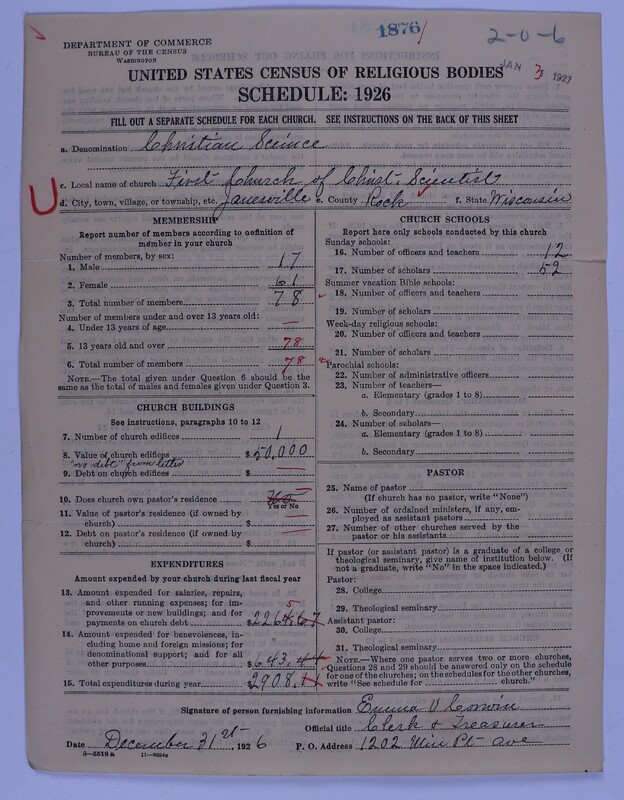 1876/
2-0-6
DEPARTMENT OF COMMERCE
BUREAU OF THE CENSUS
WASHINGTON
JAN 3 1927
UNITED STATES CENSUS OF RELIGIOUS BODIES
SCHEDULE: 1926
FILL OUT A SEPARATE SCHEDULE FOR EACH CHURCH. SEE INSTRUCTIONS ON THE BACK OF THIS SHEET
a. Denomination Christian Science
c. Local name of church First Church of Christ, Scientist
d. City, town, village, or township, etc. Janesville e. County Rock f. State Wisconsin
MEMBERSHIP
Report number of members according to definition of
member in your church
Number of members, by sex:
1. Male 17
2. Female 61
3. Total number of members 78
Number of members under and over 13 years old:
4. Under 13 years of age —
5. 13 years old and over 78
6. Total number of members 78
NOTE.—The total given under Question 6 should be the
same as the total of males and females given under Question 3.
CHURCH BUILDINGS
See instructions, paragraphs 10 to 12
7. Number of church edifices 1
8. Value of church edifices $50,000
"no debt" from letter
9. Debt on church edifices $ —
10. Does church own pastor's residence No
Yes or No
11. Value of pastor's residence (if owned by
church) $ —
12. Debt on pastor's residence (if owned by
church) $ —
EXPENDITURES
Amount expended by your church during last fiscal year
13. Amount expended for salaries, repairs,
and other running expenses; for im-
provements or new buildings; and for
5
payments on church debt $2264.67
14. Amount expended for benevolences,
including home and foreign missions; for
denominational support; and for all
other purposes $643.44
15. Total expenditures during year $2908.11
CHURCH SCHOOLS
Report here only schools conducted by this church
Sunday schools:
16. Number of officers and teachers 12
17. Number of scholars 52
Summer vacation Bible schools:
18. Number of officers and teachers
19. Number of scholars
Week-day religious schools:
20. Number of officers and teachers
21. Number of scholars
Parochial schools:
22. Number of administrative officers
23. Number of teachers—
a. Elementary (grades 1 to 8)
b. Secondary
24. Number of scholars—
a. Elementary (grades 1 to 8)
b. Secondary
PASTOR
25. Name of pastor
(If church has no pastor, write "None")
26. Number of ordained ministers, if any, em-
ployed as assistant pastors
27. Number of other churches served by the
pastor or his assistants
If pastor (or assistant pastor) is a graduate of a college or
theological seminary, give name of institution below. (If
not a graduate, write "No" in the space indicated.)
Pastor:
28. College
29. Theological seminary
Assistant pastor:
30. College
31. Theological seminary
NOTE.—Where one pastor serves two or more churches,
Questions 28 and 29 should be answered only on the schedule
for one of the churches; on the schedules for the other churches,
write "See schedule for church."
Signature of person furnishing information Emma V. Corwin
Official title Clerk & Treasurer
Date December 31st, 1926 P. O. Address 1202 Min Pt Ave